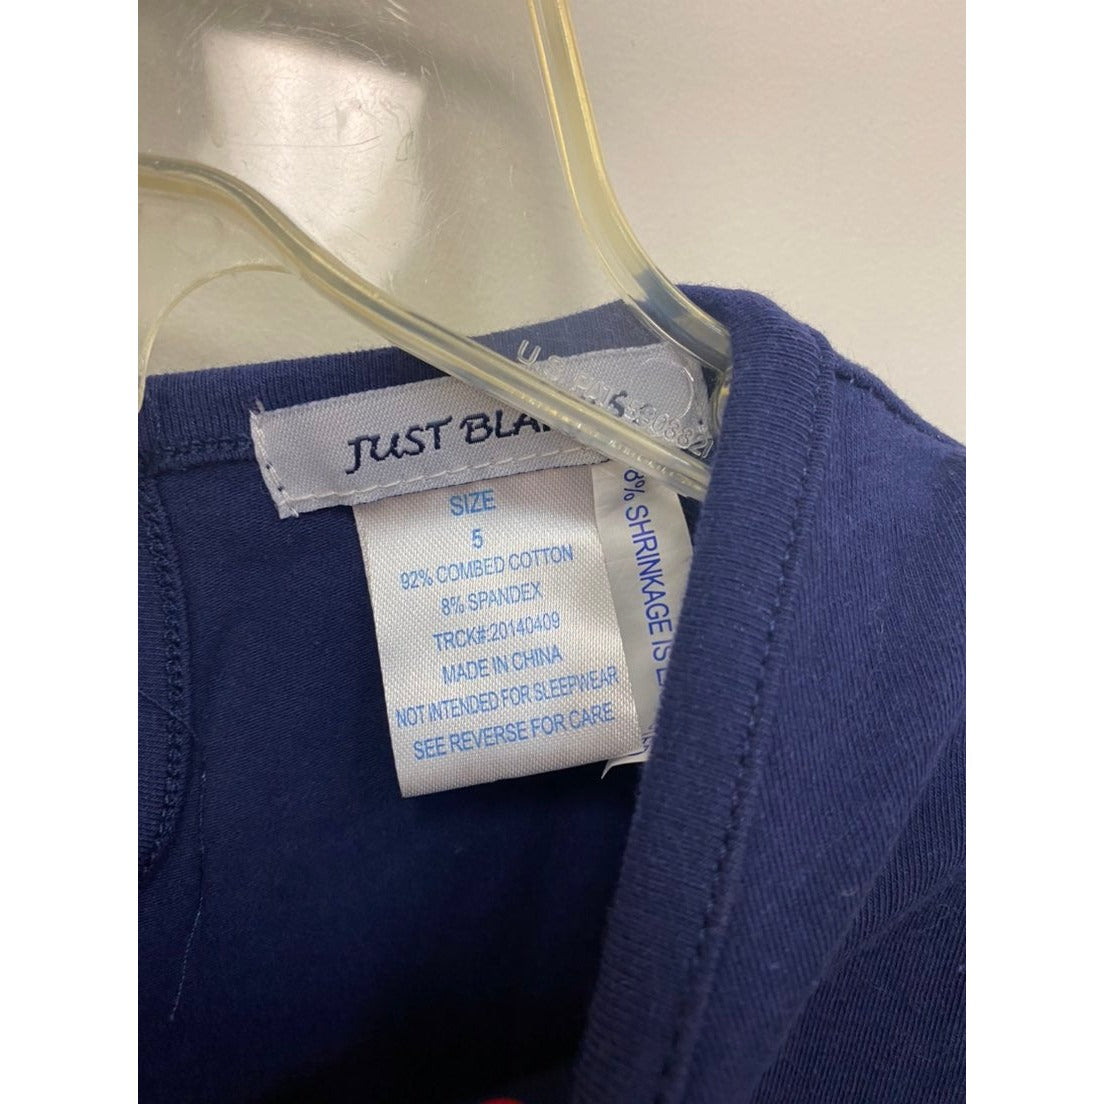 JUST BLA
SIZE
5
92% COMBED COTTON
8% SPANDEX
TRCK#:20140409
MADE IN CHINA
NOT INTENDED FOR SLEEPWEAR
SEE REVERSE FOR CARE
8% SHRINKAGE IS
U.S.